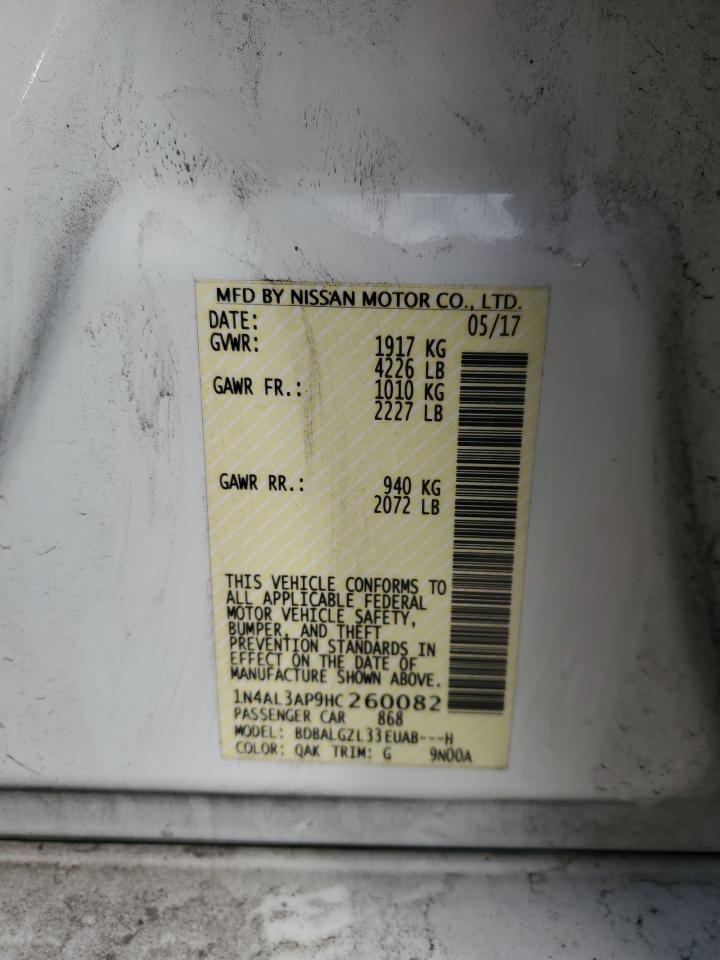 MFD BY NISSAN MOTOR CO., LTD.
DATE: 05/17
GVWR: 1917 KG
4226 LB
GAWR FR.: 1010 KG
2227 LB
GAWR RR.: 940 KG
2072 LB
THIS VEHICLE CONFORMS TO
ALL APPLICABLE FEDERAL
MOTOR VEHICLE SAFETY,
BUMPER, AND THEFT
PREVENTION STANDARDS IN
EFFECT ON THE DATE OF
MANUFACTURE SHOWN ABOVE.
1N4AL3AP9HC260082
PASSENGER CAR 868
MODEL: BDBALGZL33EUAB---H
COLOR: QAK TRIM: G 9N00A